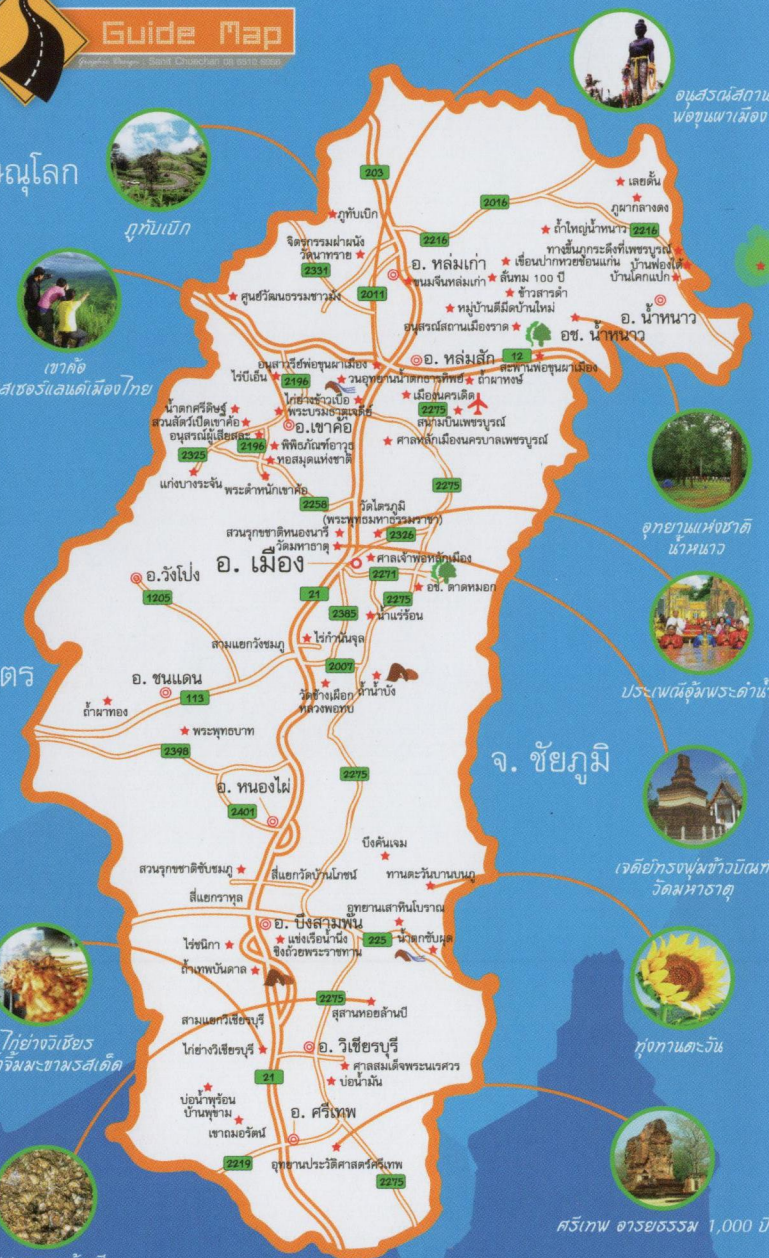 Guide Map
Graphic Design : Sanit Chuechan
อนุสรณ์สถาน
พ่อขุนผาเมือง
ษณุโลก
ภูทับเบิก
203
เลยดั้น
2016
ภูผากลางดง
ภูทับเบิก
ถ้ำใหญ่น้ำหนาว
2216
2216
จิตรกรรมฝาผนัง
วัดนาทราย
ทางขึ้นภูกระดึงที่เพชรบูรณ์
อ. หล่มเก่า
เขื่อนปากห้วยขอนแก่น
บ้านฟองใต้
2331
ขนมจีนหล่มเก่า
ลั่นทม 100 ปี
บ้านโคกแปก
ศูนย์วัฒนธรรมชาวม้ง
2011
ข้าวสารดำ
หมู่บ้านตีมีดบ้านใหม่
อ. น้ำหนาว
อนุสรณ์สถานเมืองราด
อช. น้ำหนาว
เขาค้อ
สวิตเซอร์แลนด์เมืองไทย
อ. หล่มสัก
12
สะพานพ่อขุนผาเมือง
อนุสาวรีย์พ่อขุนผาเมือง
ไร่บีเอ็น
2196
วนอุทยานน้ำตกธารทิพย์
ถ้ำผาหงษ์
เมืองนครเดิด
ไก่ย่างข้าวเบือ
น้ำตกศรีดิษฐ์
พระบรมธาตุเจดีย์
2275
สนามบินเพชรบูรณ์
สวนสัตว์เปิดเขาค้อ
อ.เขาค้อ
อนุสรณ์ผู้เสียสละ
ศาลหลักเมืองนครบาลเพชรบูรณ์
2196
พิพิธภัณฑ์อาวุธ
2325
หอสมุดแห่งชาติ
แก่งบางระจัน
พระตำหนักเขาค้อ
2275
2258
วัดไตรภูมิ
(พระพุทธมหาธรรมราชา)
อุทยานแห่งชาติ
น้ำหนาว
สวนรุกขชาติหนองนารี
2326
วัดมหาธาตุ
อ. เมือง
ศาลเจ้าพ่อหลักเมือง
อ.วังโป่ง
2271
1205
อช. ตาดหมอก
21
2275
2385
น้ำแร่ร้อน
สามแยกวังชมภู
ไร่กำนันจุล
2007
ตร
อ. ชนแดน
ถ้ำน้ำบัง
วัดช้างเผือก
หลวงพ่อทบ
ประเพณีอุ้มพระดำน้ำ
113
ถ้ำผาทอง
พระพุทธบาท
2398
จ. ชัยภูมิ
2275
อ. หนองไผ่
2401
บึงคันเจม
เจดีย์ทรงพุ่มข้าวบิณฑ์
วัดมหาธาตุ
สวนรุกขชาติซับชมภู
สี่แยกวัดบ้านโภชน์
ทานตะวันบานบนภู
สี่แยกราหุล
อุทยานเสาหินโบราณ
อ. บึงสามพัน
ไร่ชนิกา
แข่งเรือน้ำนิ่ง
ชิงถ้วยพระราชทาน
225
น้ำตกซับผุด
ถ้ำเทพบันดาล
2275
สุสานหอยล้านปี
สามแยกวิเชียรบุรี
ไก่ย่างวิเชียร
จิ้มมะขามรสเด็ด
ทุ่งทานตะวัน
ไก่ย่างวิเชียรบุรี
อ. วิเชียรบุรี
ศาลสมเด็จพระนเรศวร
21
บ่อน้ำมัน
บ่อน้ำพุร้อน
บ้านพุขาม
อ. ศรีเทพ
เขาถมอรัตน์
2219
อุทยานประวัติศาสตร์ศรีเทพ
2275
ศรีเทพ อารยธรรม 1,000 ปี